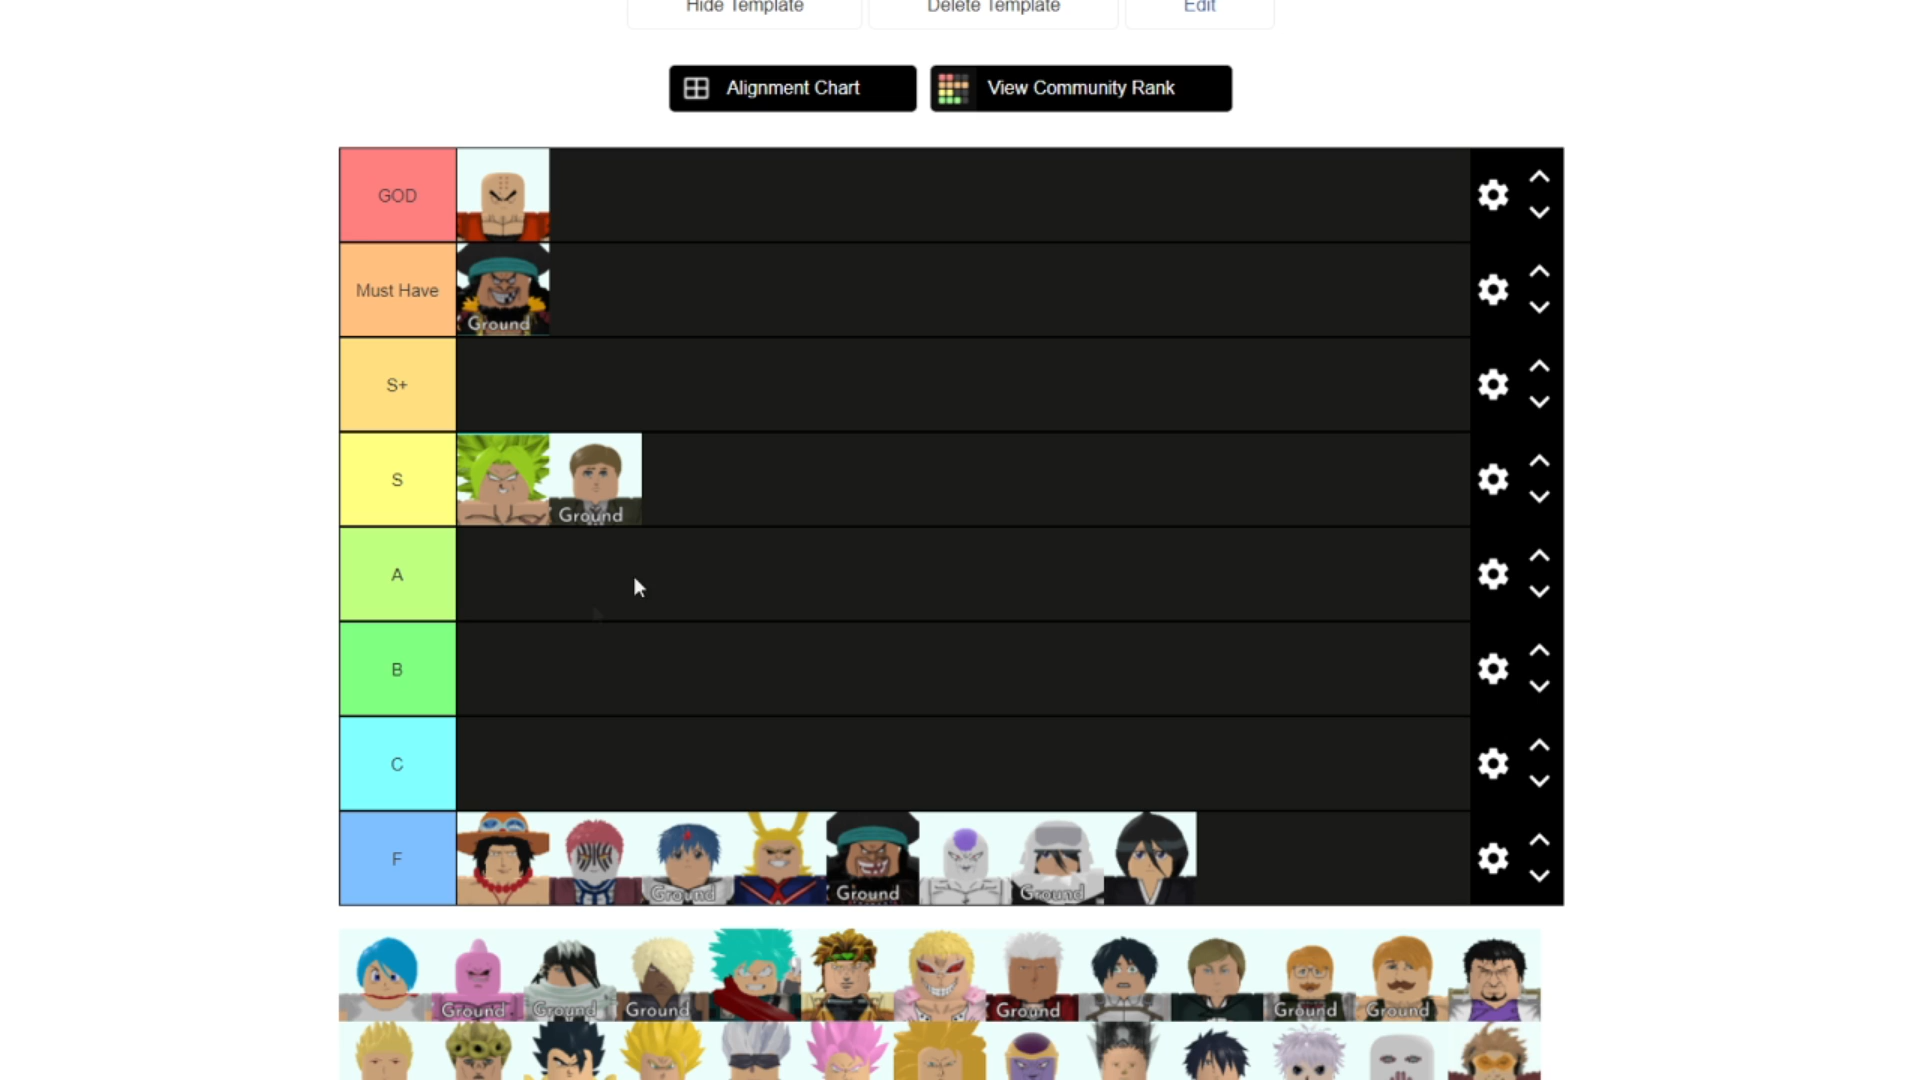 Hide Template Delete Template Edit
Alignment Chart View Community Rank
GOD
Must Have
Ground
S+
S
Ground
A
B
C
F
Ground Ground Ground
Ground Ground Ground Ground Ground Ground